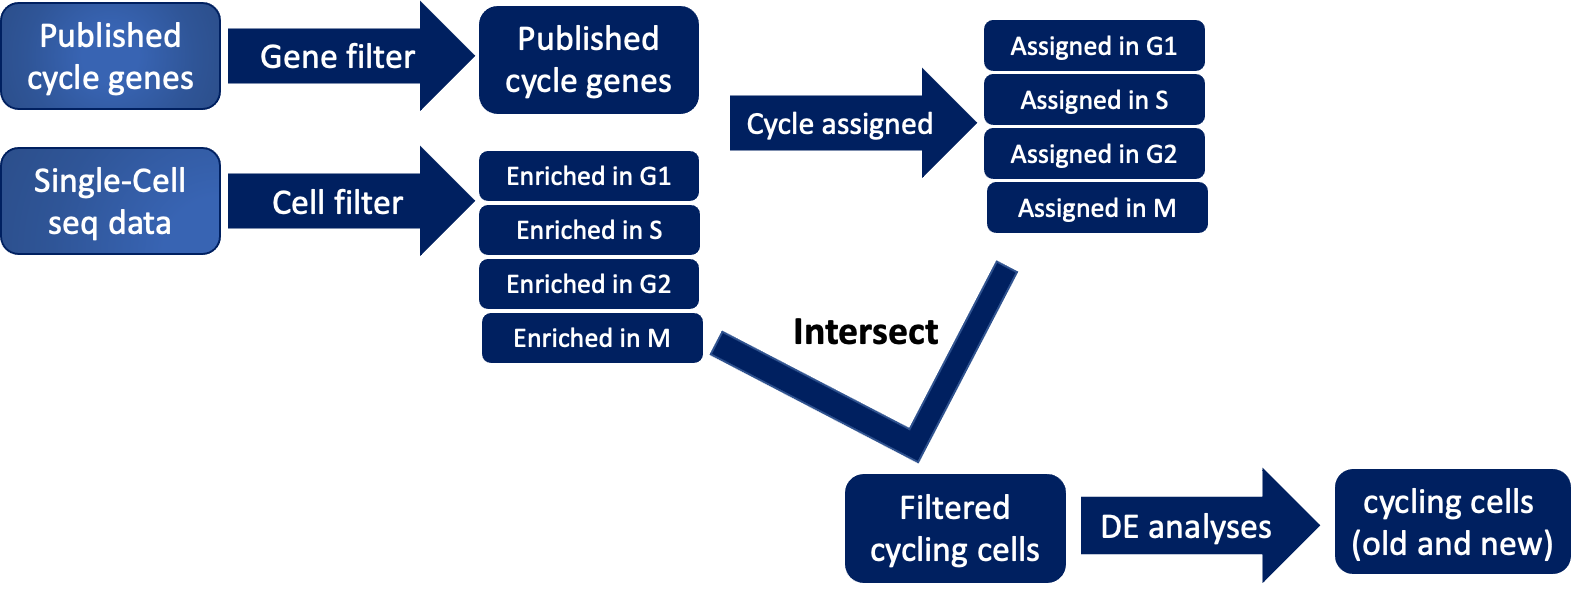 Published
cycle genes
Gene filter
Published
cycle genes
Single-Cell
seq data
Cell filter
Enriched in G1
Enriched in S
Enriched in G2
Enriched in M
Cycle assigned
Assigned in G1
Assigned in S
Assigned in G2
Assigned in M
Intersect
Filtered
cycling cells
DE analyses
cycling cells
(old and new)